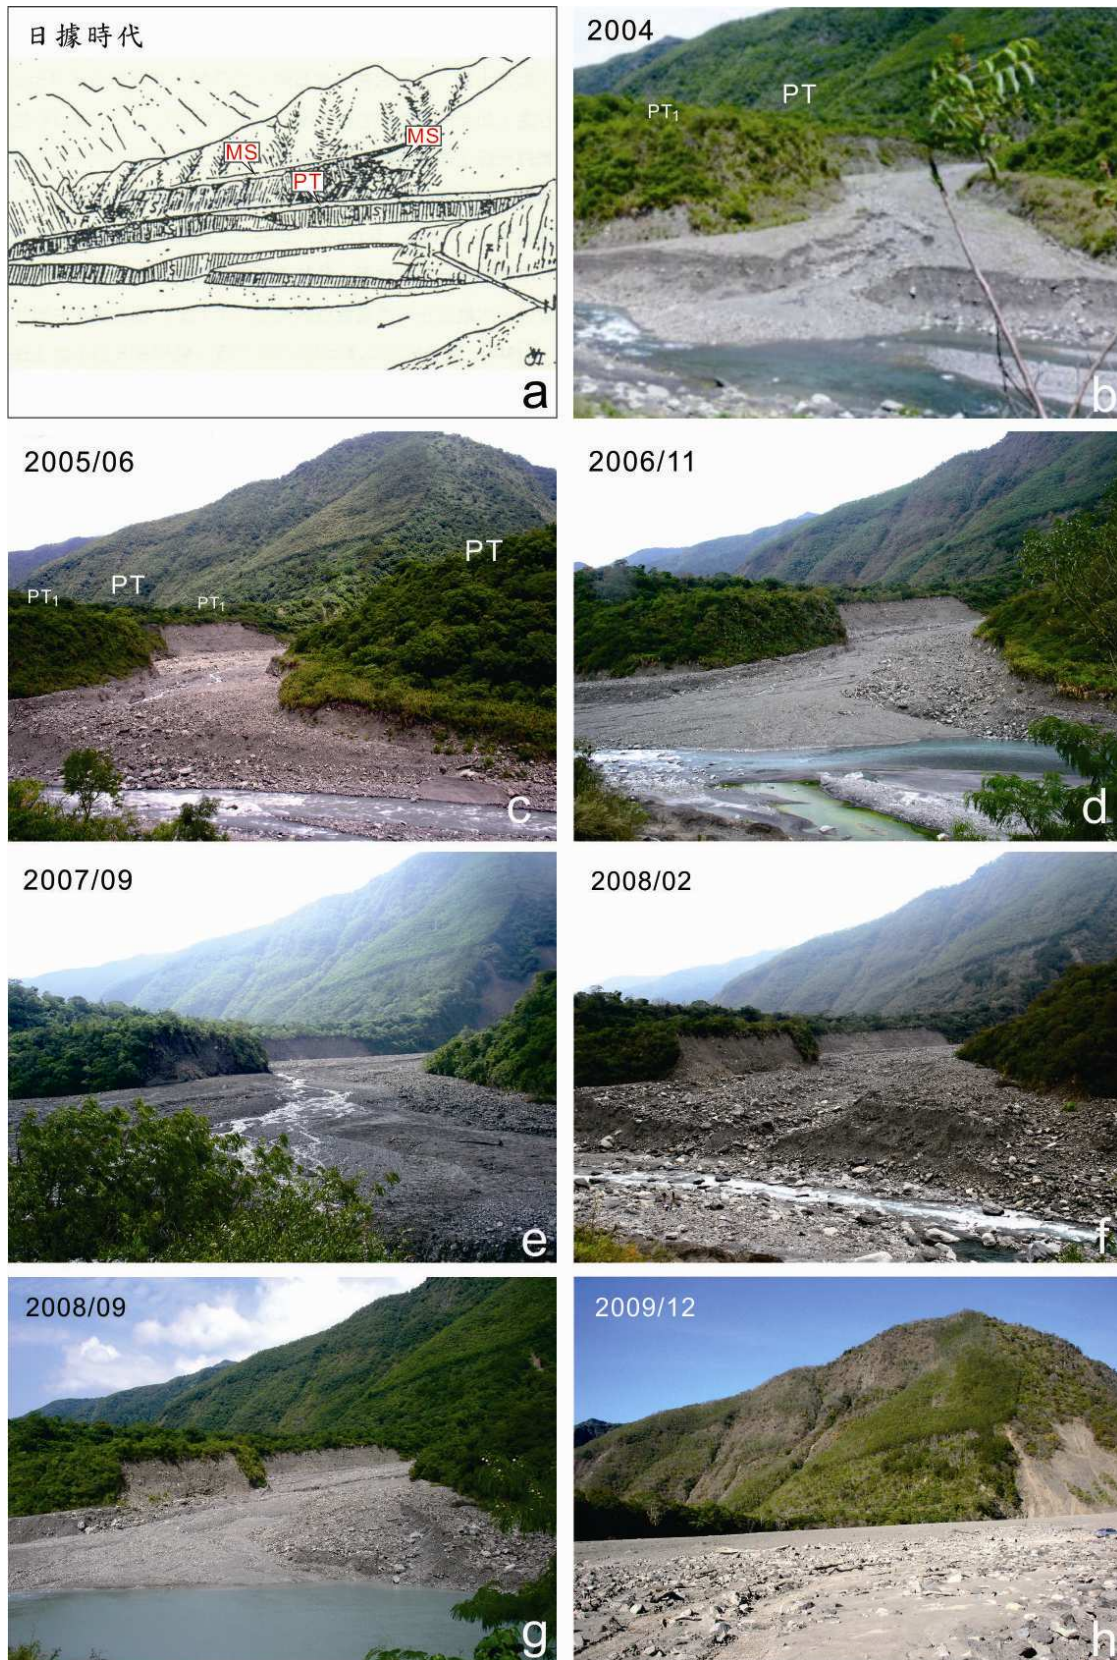 日據時代
MS
MS
PT
a
2004
PT
PT₁
b
2005/06
PT
PT
PT₁
PT₁
c
2006/11
d
2007/09
e
2008/02
f
2008/09
g
2009/12
h